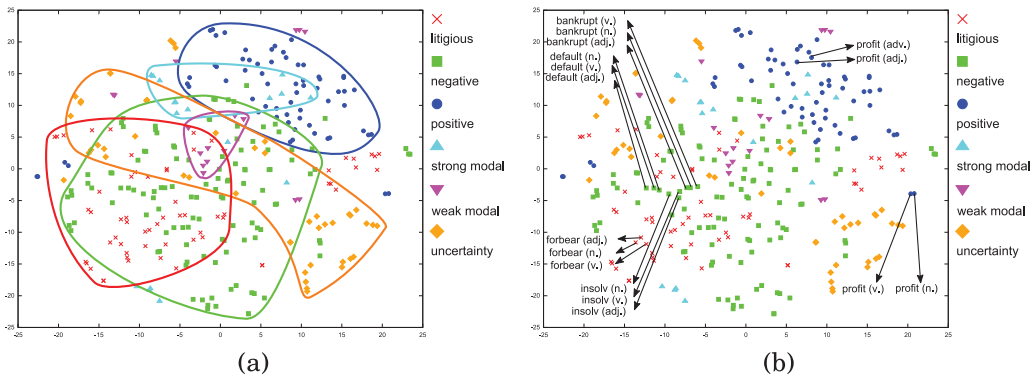 25
20
15
10
5
0
-5
-10
-15
-20
-25
-25 -20 -15 -10 -5 0 5 10 15 20 25
litigious
negative
positive
strong modal
weak modal
uncertainty
(a)
25
20
15
10
5
0
-5
-10
-15
-20
-25
-25 -20 -15 -10 -5 0 5 10 15 20 25
bankrupt (v.)
bankrupt (n.)
bankrupt (adj.)
default (n.)
default (v.)
default (adj.)
profit (adv.)
profit (adj.)
forbear (adj.)
forbear (n.)
forbear (v.)
insolv (n.)
insolv (v.)
insolv (adj.)
profit (v.) profit (n.)
litigious
negative
positive
strong modal
weak modal
uncertainty
(b)